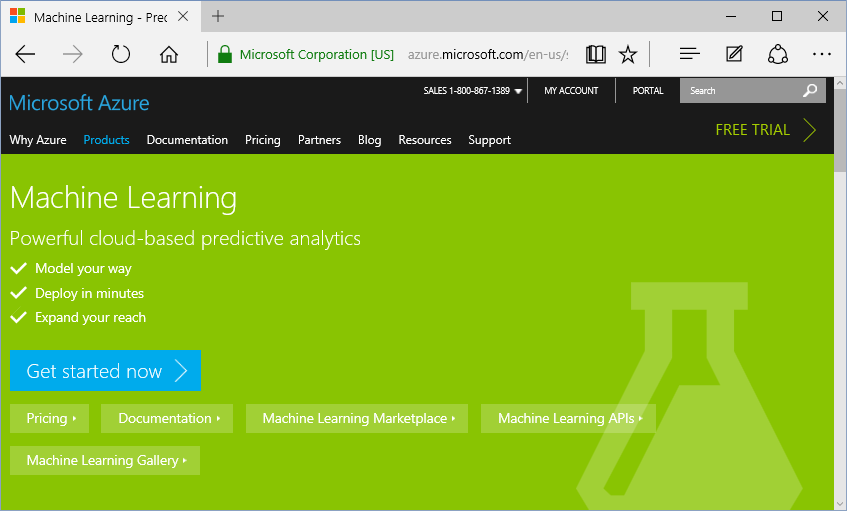 Machine Learning - Prec
Microsoft Corporation [US] azure.microsoft.com/en-us/s
SALES 1-800-867-1389 MY ACCOUNT PORTAL Search
Microsoft Azure
FREE TRIAL
Why Azure Products Documentation Pricing Partners Blog Resources Support
Machine Learning
Powerful cloud-based predictive analytics
Model your way
Deploy in minutes
Expand your reach
Get started now
Pricing Documentation Machine Learning Marketplace Machine Learning APIs
Machine Learning Gallery